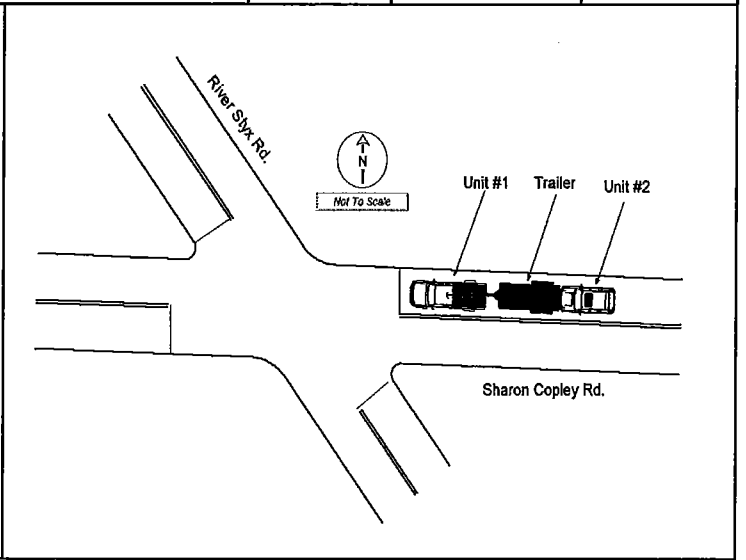 River Styx Rd.
N
Not To Scale
Unit #1
Trailer
Unit #2
Sharon Copley Rd.